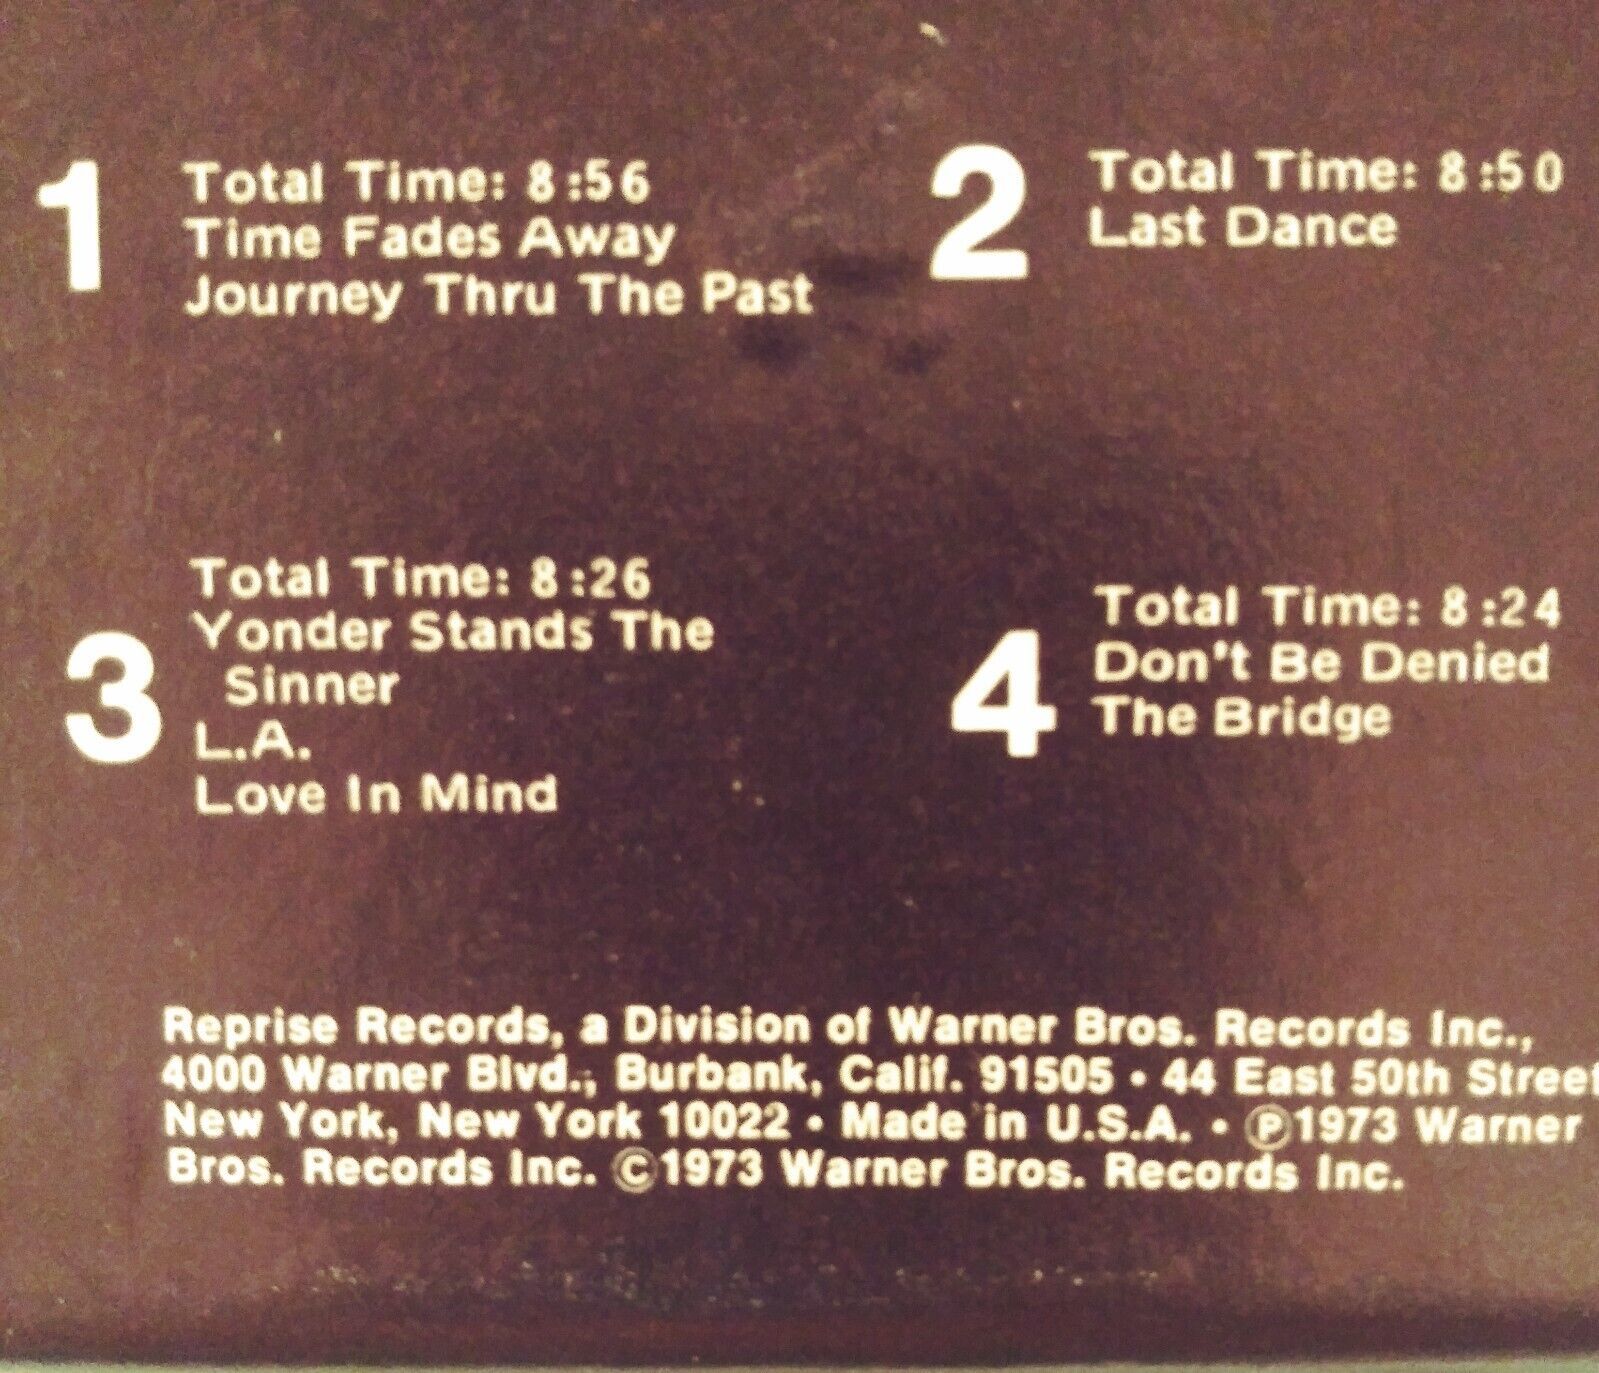 1
Total Time: 8:56
Time Fades Away
Journey Thru The Past
2
Total Time: 8:50
Last Dance
3
Total Time: 8:26
Yonder Stands The
Sinner
L.A.
Love In Mind
4
Total Time: 8:24
Don't Be Denied
The Bridge
Reprise Records, a Division of Warner Bros. Records Inc.,
4000 Warner Blvd., Burbank, Calif. 91505 • 44 East 50th Street
New York, New York 10022 • Made in U.S.A. • ℗1973 Warner
Bros. Records Inc. ©1973 Warner Bros. Records Inc.